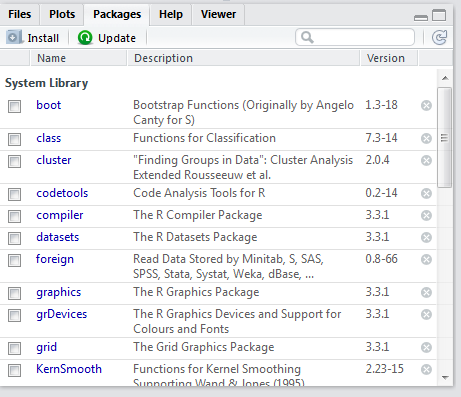 Files Plots Packages Help Viewer
Install Update
Name Description Version
System Library
boot Bootstrap Functions (Originally by Angelo Canty for S) 1.3-18
class Functions for Classification 7.3-14
cluster "Finding Groups in Data": Cluster Analysis Extended Rousseeuw et al. 2.0.4
codetools Code Analysis Tools for R 0.2-14
compiler The R Compiler Package 3.3.1
datasets The R Datasets Package 3.3.1
foreign Read Data Stored by Minitab, S, SAS, SPSS, Stata, Systat, Weka, dBase, ... 0.8-66
graphics The R Graphics Package 3.3.1
grDevices The R Graphics Devices and Support for Colours and Fonts 3.3.1
grid The Grid Graphics Package 3.3.1
KernSmooth Functions for Kernel Smoothing Supporting Wand & Jones (1995) 2.23-15